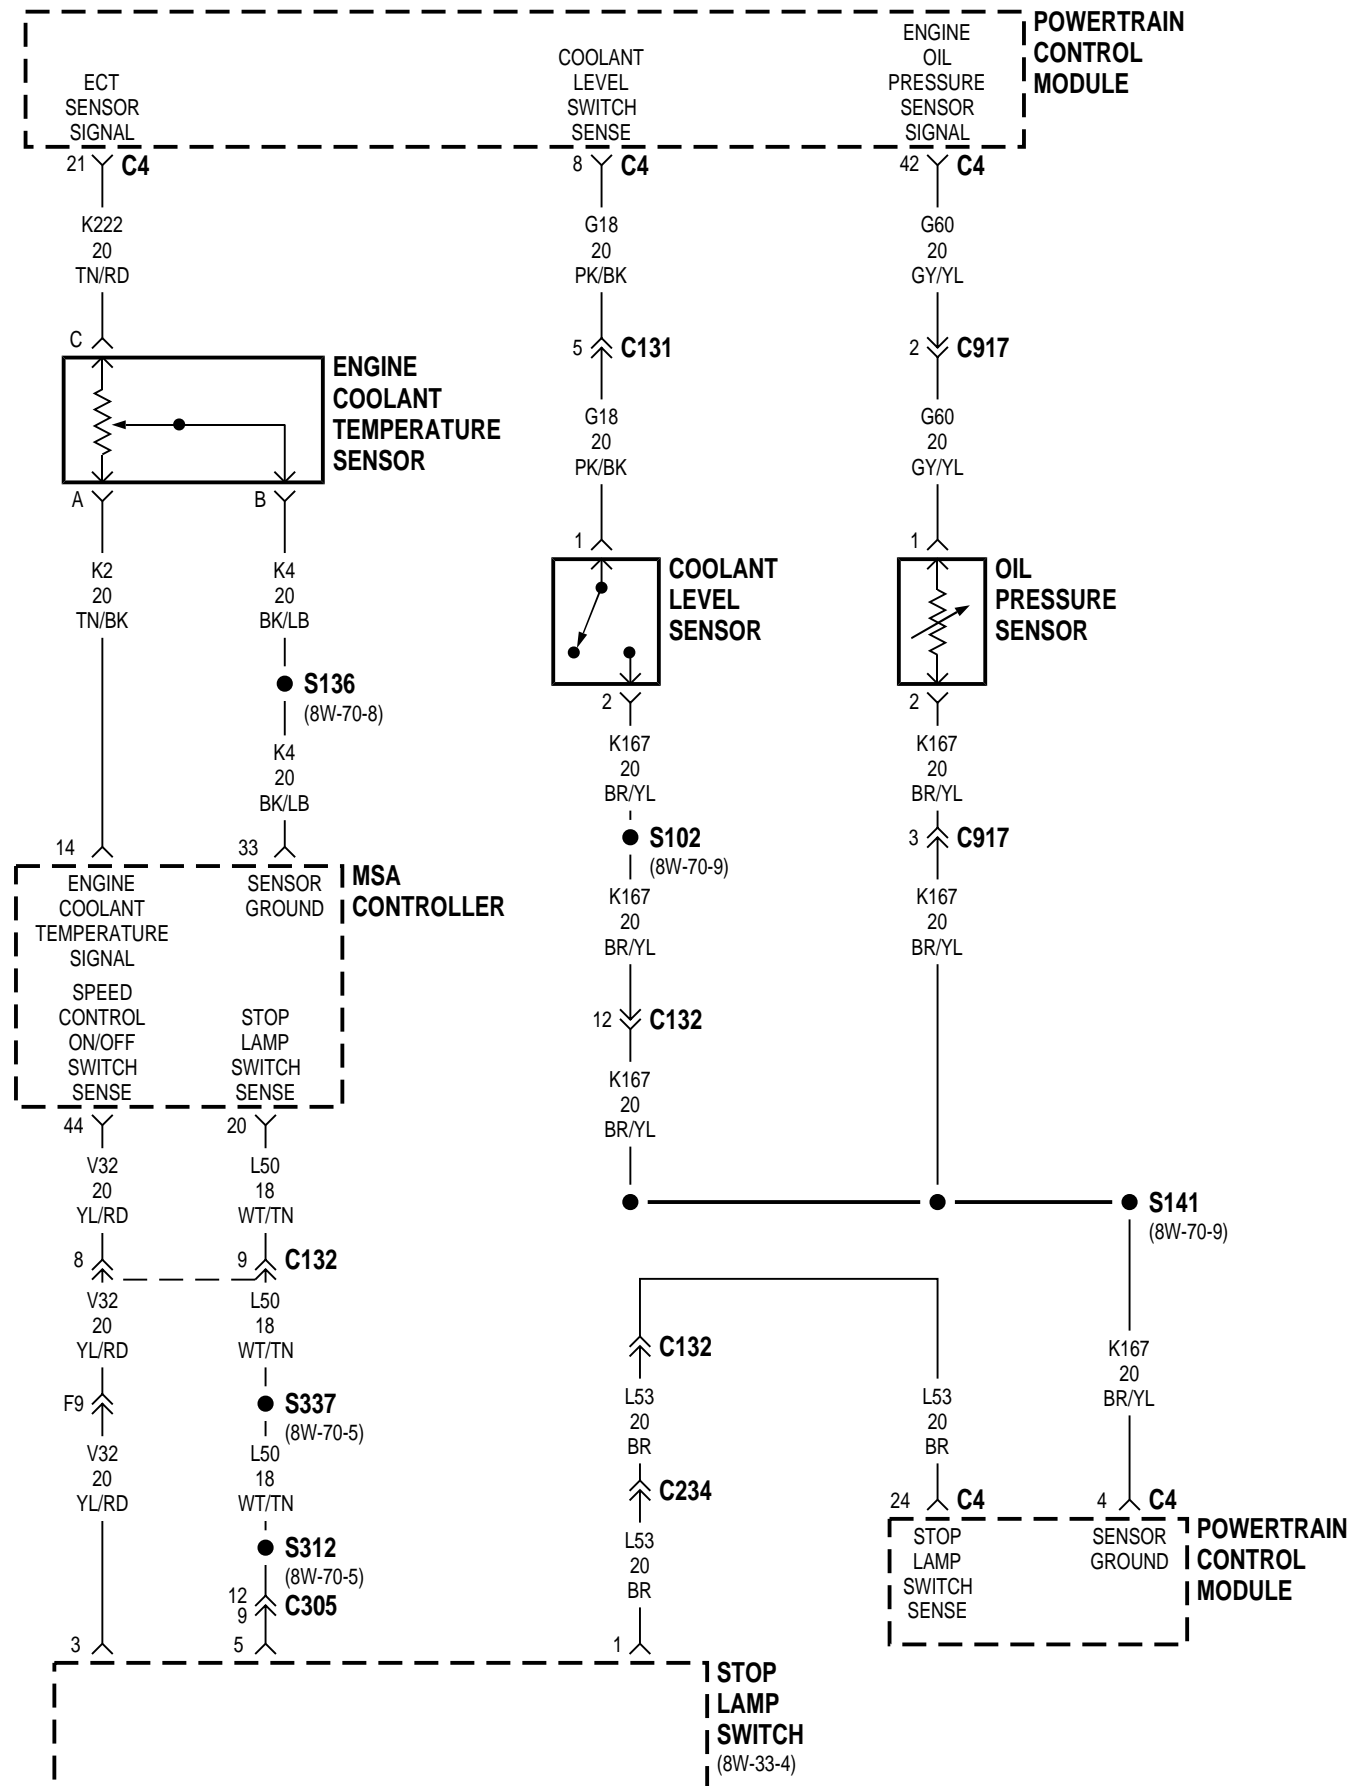 POWERTRAIN
CONTROL
MODULE
ECT
SENSOR
SIGNAL
COOLANT
LEVEL
SWITCH
SENSE
ENGINE
OIL
PRESSURE
SENSOR
SIGNAL
21 C4
8 C4
42 C4
K222
20
TN/RD
G18
20
PK/BK
G60
20
GY/YL
C
5 C131
2 C917
ENGINE
COOLANT
TEMPERATURE
SENSOR
G18
20
PK/BK
G60
20
GY/YL
A
B
1
1
COOLANT
LEVEL
SENSOR
OIL
PRESSURE
SENSOR
K2
20
TN/BK
K4
20
BK/LB
S136
(8W-70-8)
K4
20
BK/LB
2
2
K167
20
BR/YL
K167
20
BR/YL
S102
(8W-70-9)
3 C917
14
33
MSA
CONTROLLER
ENGINE
COOLANT
TEMPERATURE
SIGNAL
SENSOR
GROUND
K167
20
BR/YL
K167
20
BR/YL
SPEED
CONTROL
ON/OFF
SWITCH
SENSE
STOP
LAMP
SWITCH
SENSE
12 C132
K167
20
BR/YL
44
20
V32
20
YL/RD
L50
18
WT/TN
S141
(8W-70-9)
8
9 C132
V32
20
YL/RD
L50
18
WT/TN
C132
K167
20
BR/YL
F9
S337
(8W-70-5)
L53
20
BR
L53
20
BR
V32
20
YL/RD
L50
18
WT/TN
C234
24 C4
4 C4
POWERTRAIN
CONTROL
MODULE
STOP
LAMP
SWITCH
SENSE
SENSOR
GROUND
S312
(8W-70-5)
L53
20
BR
12
9
C305
3
5
1
STOP
LAMP
SWITCH
(8W-33-4)